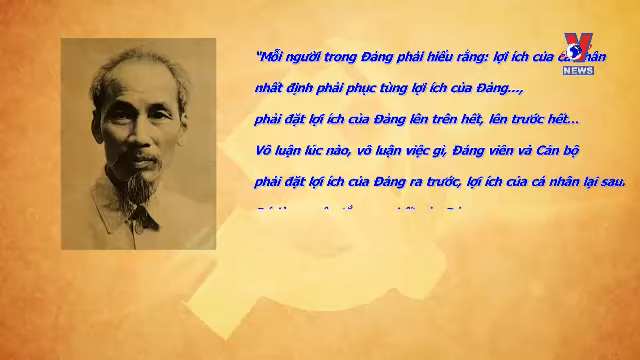 "Mỗi người trong Đảng phải hiểu rằng: lợi ích của cá nhân
nhất định phải phục tùng lợi ích của Đảng...,
phải đặt lợi ích của Đảng lên trên hết, lên trước hết...
Vô luận lúc nào, vô luận việc gì, Đảng viên và Cán bộ
phải đặt lợi ích của Đảng ra trước, lợi ích của cá nhân lại sau.
V
NEWS